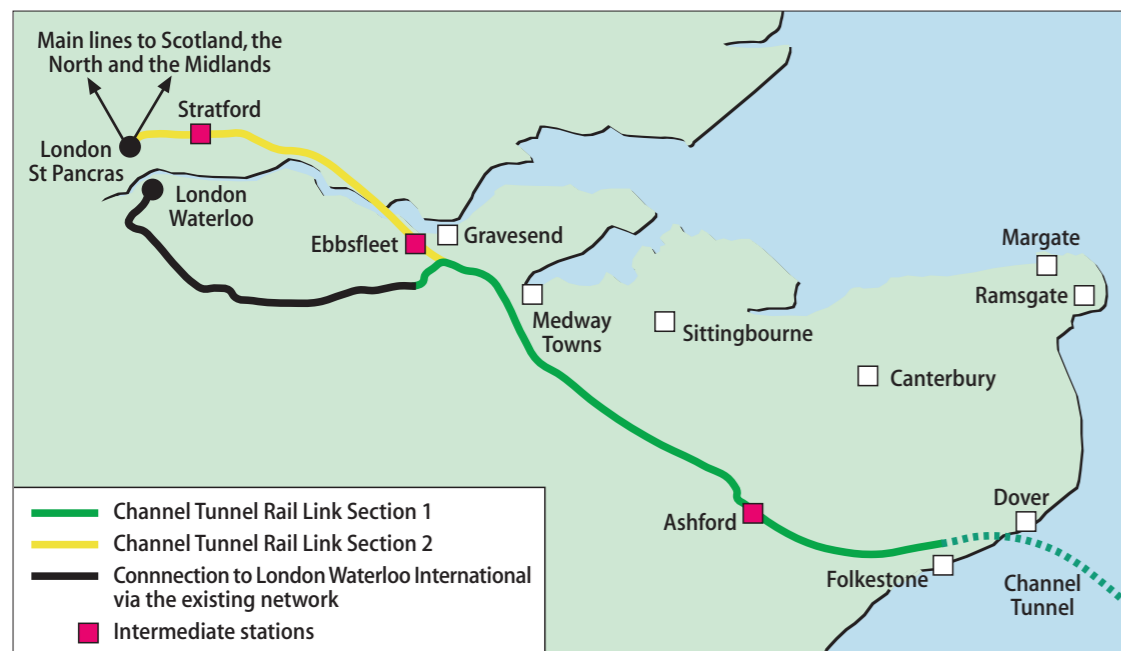 Main lines to Scotland, the
North and the Midlands
Stratford
London
St Pancras
London
Waterloo
Ebbsfleet
Gravesend
Margate
Ramsgate
Medway
Towns
Sittingbourne
Canterbury
Ashford
Dover
Folkestone
Channel
Tunnel
Channel Tunnel Rail Link Section 1
Channel Tunnel Rail Link Section 2
Connnection to London Waterloo International
via the existing network
Intermediate stations